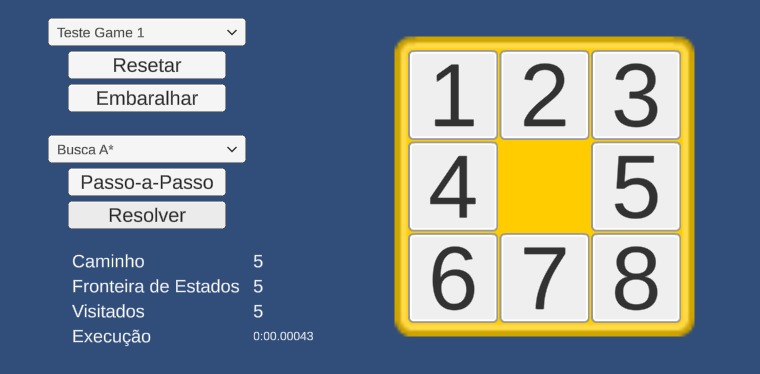 Teste Game 1
Resetar
Embaralhar
Busca A*
Passo-a-Passo
Resolver
Caminho 5
Fronteira de Estados 5
Visitados 5
Execução 0:00.00043
1 2 3
4 5
6 7 8